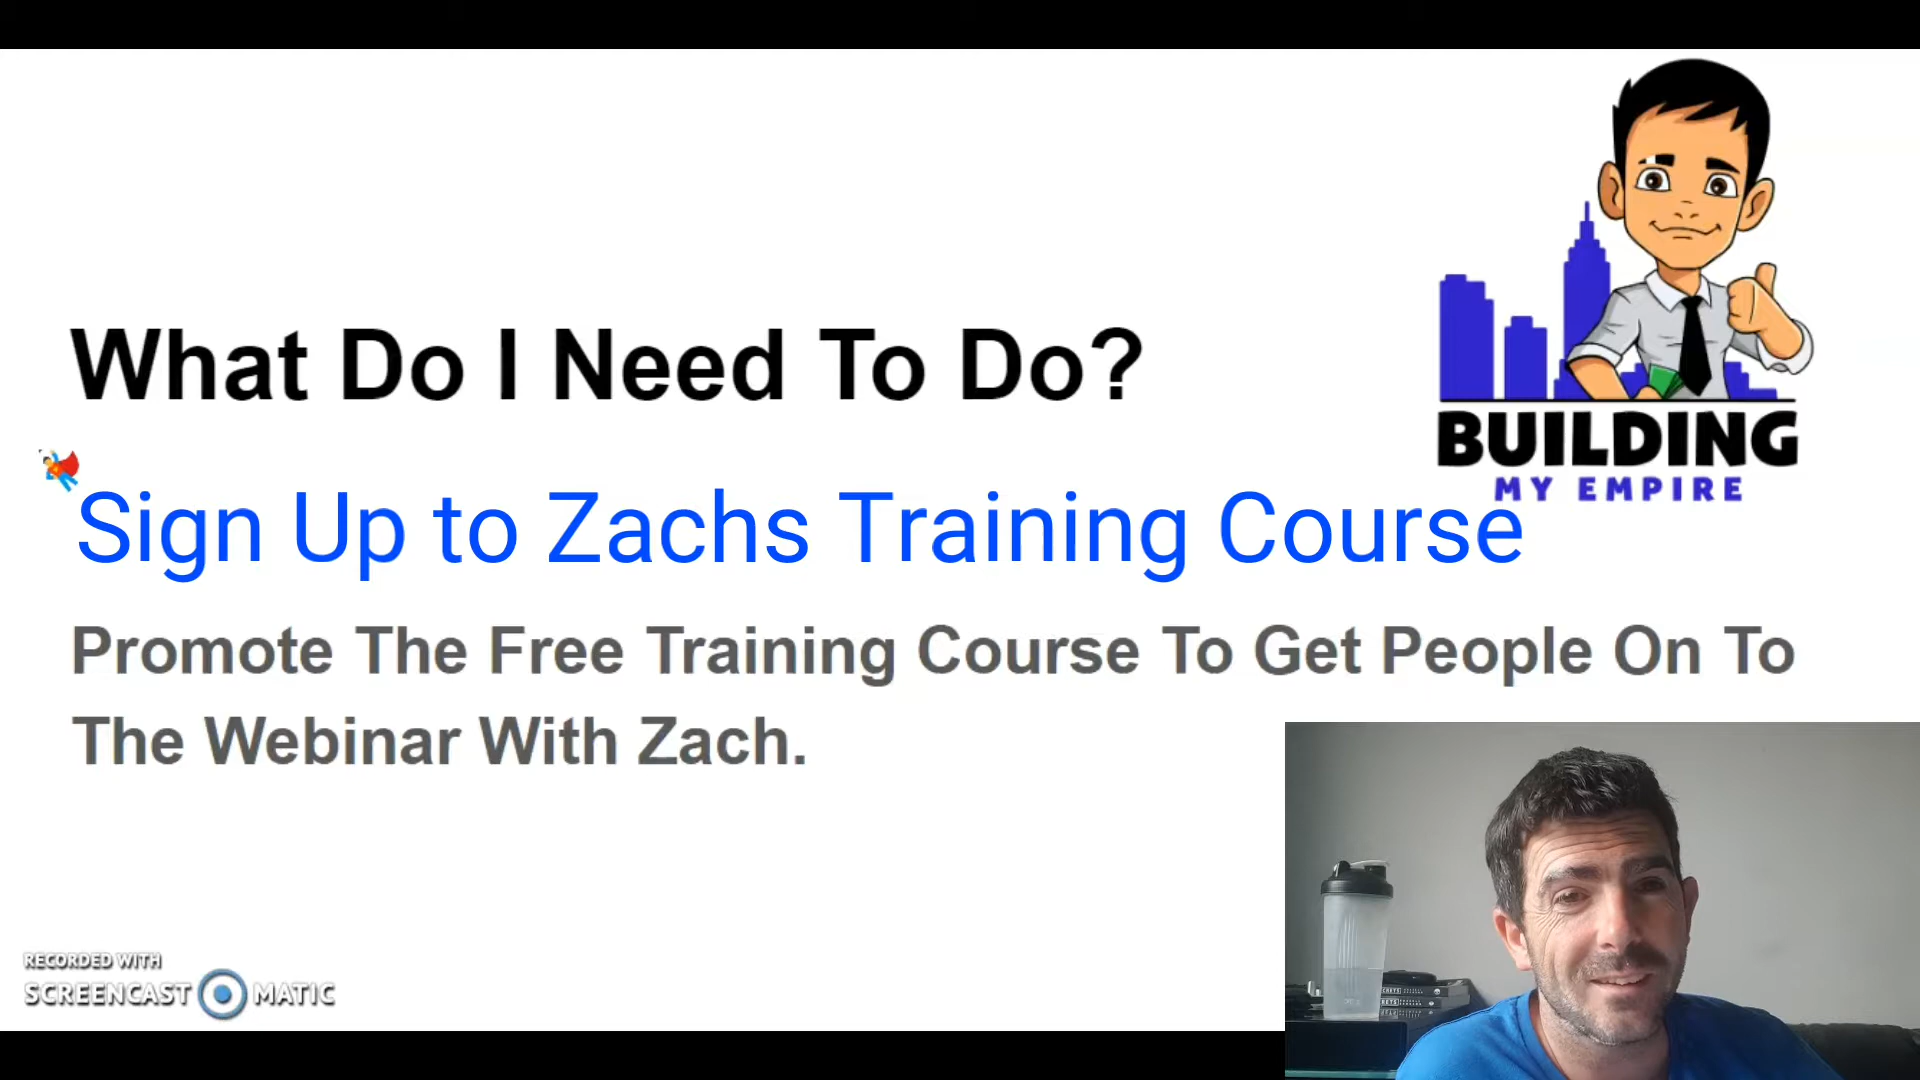 What Do I Need To Do?
BUILDING
MY EMPIRE
Sign Up to Zachs Training Course
Promote The Free Training Course To Get People On To
The Webinar With Zach.
RECORDED WITH
SCREENCAST MATIC